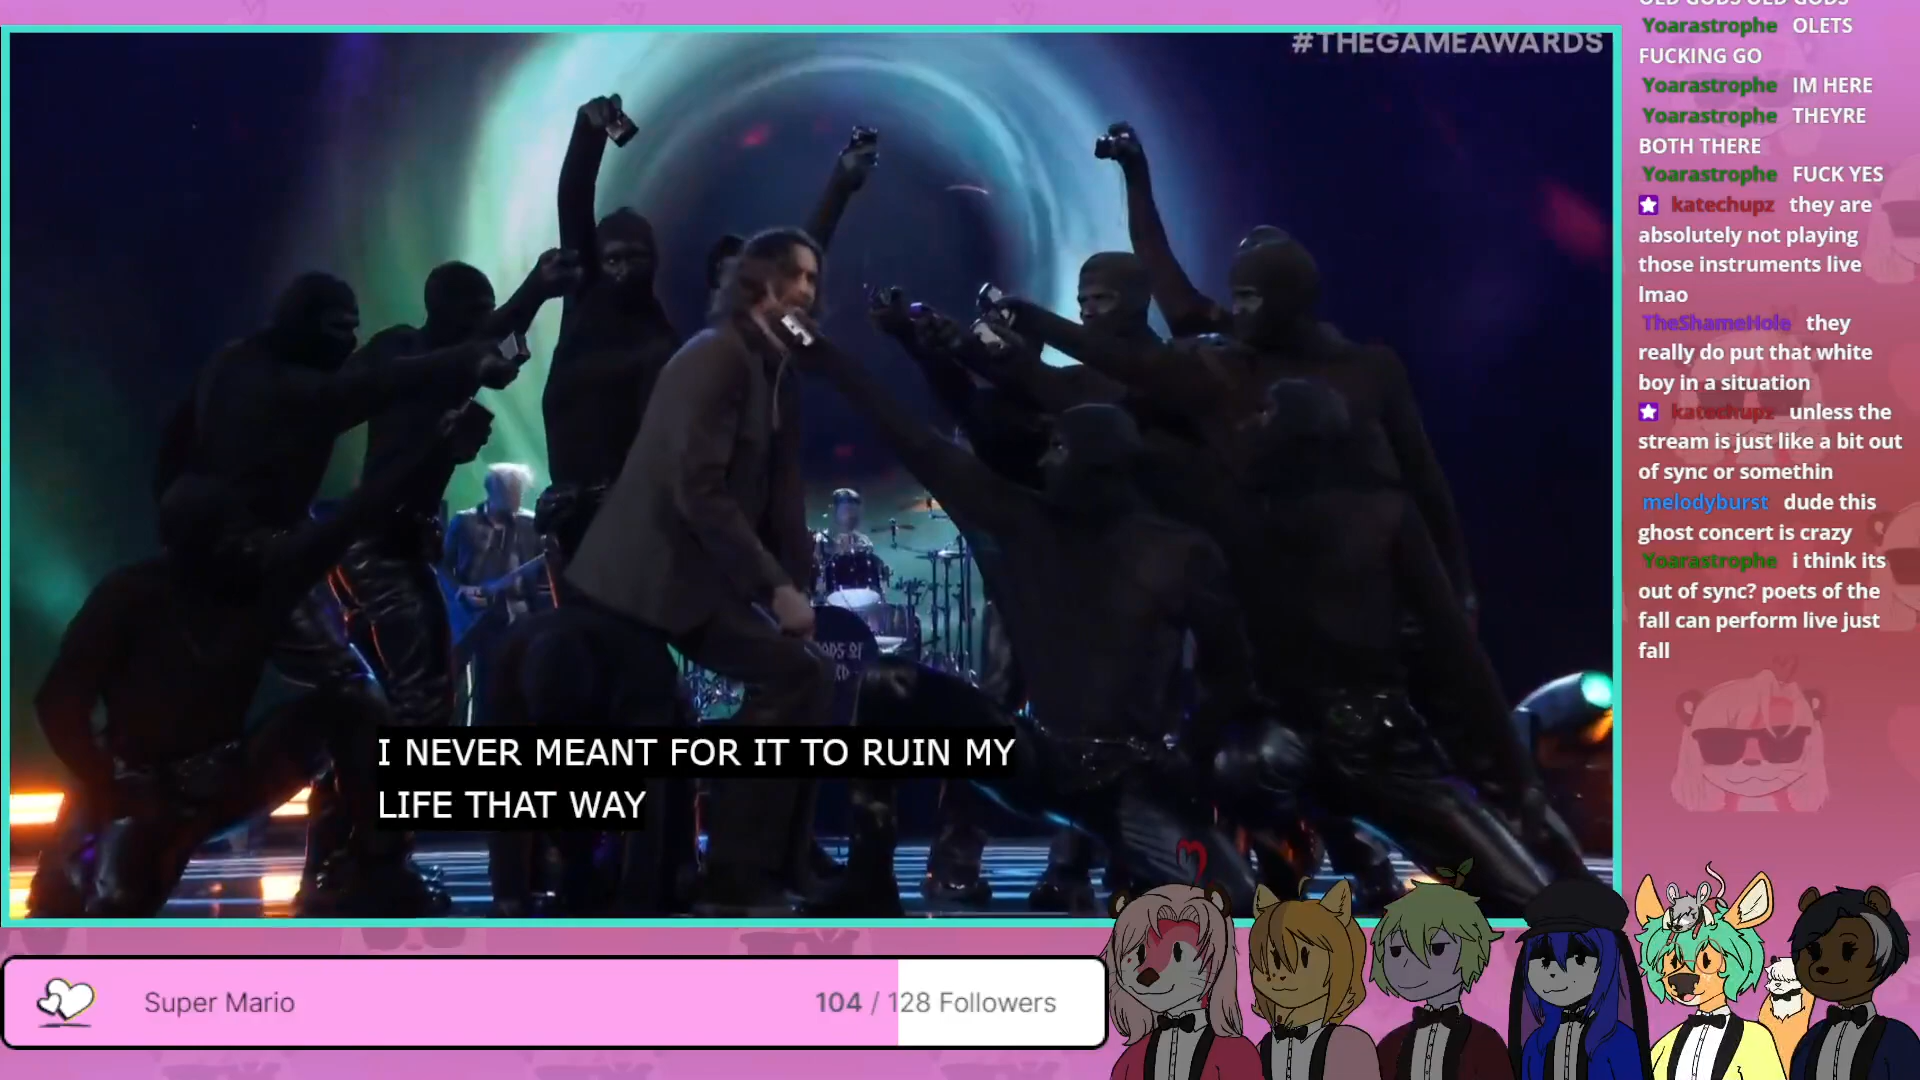 #THEGAMEAWARDS
I NEVER MEANT FOR IT TO RUIN MY
LIFE THAT WAY
Super Mario
104 / 128 Followers
OLD GODS OLD GODS
Yoarastrophe OLETS
FUCKING GO
Yoarastrophe IM HERE
Yoarastrophe THEYRE
BOTH THERE
Yoarastrophe FUCK YES
katechupz they are
absolutely not playing
those instruments live
lmao
TheShameHole they
really do put that white
boy in a situation
katechupz unless the
stream is just like a bit out
of sync or somethin
melodyburst dude this
ghost concert is crazy
Yoarastrophe i think its
out of sync? poets of the
fall can perform live just
fall